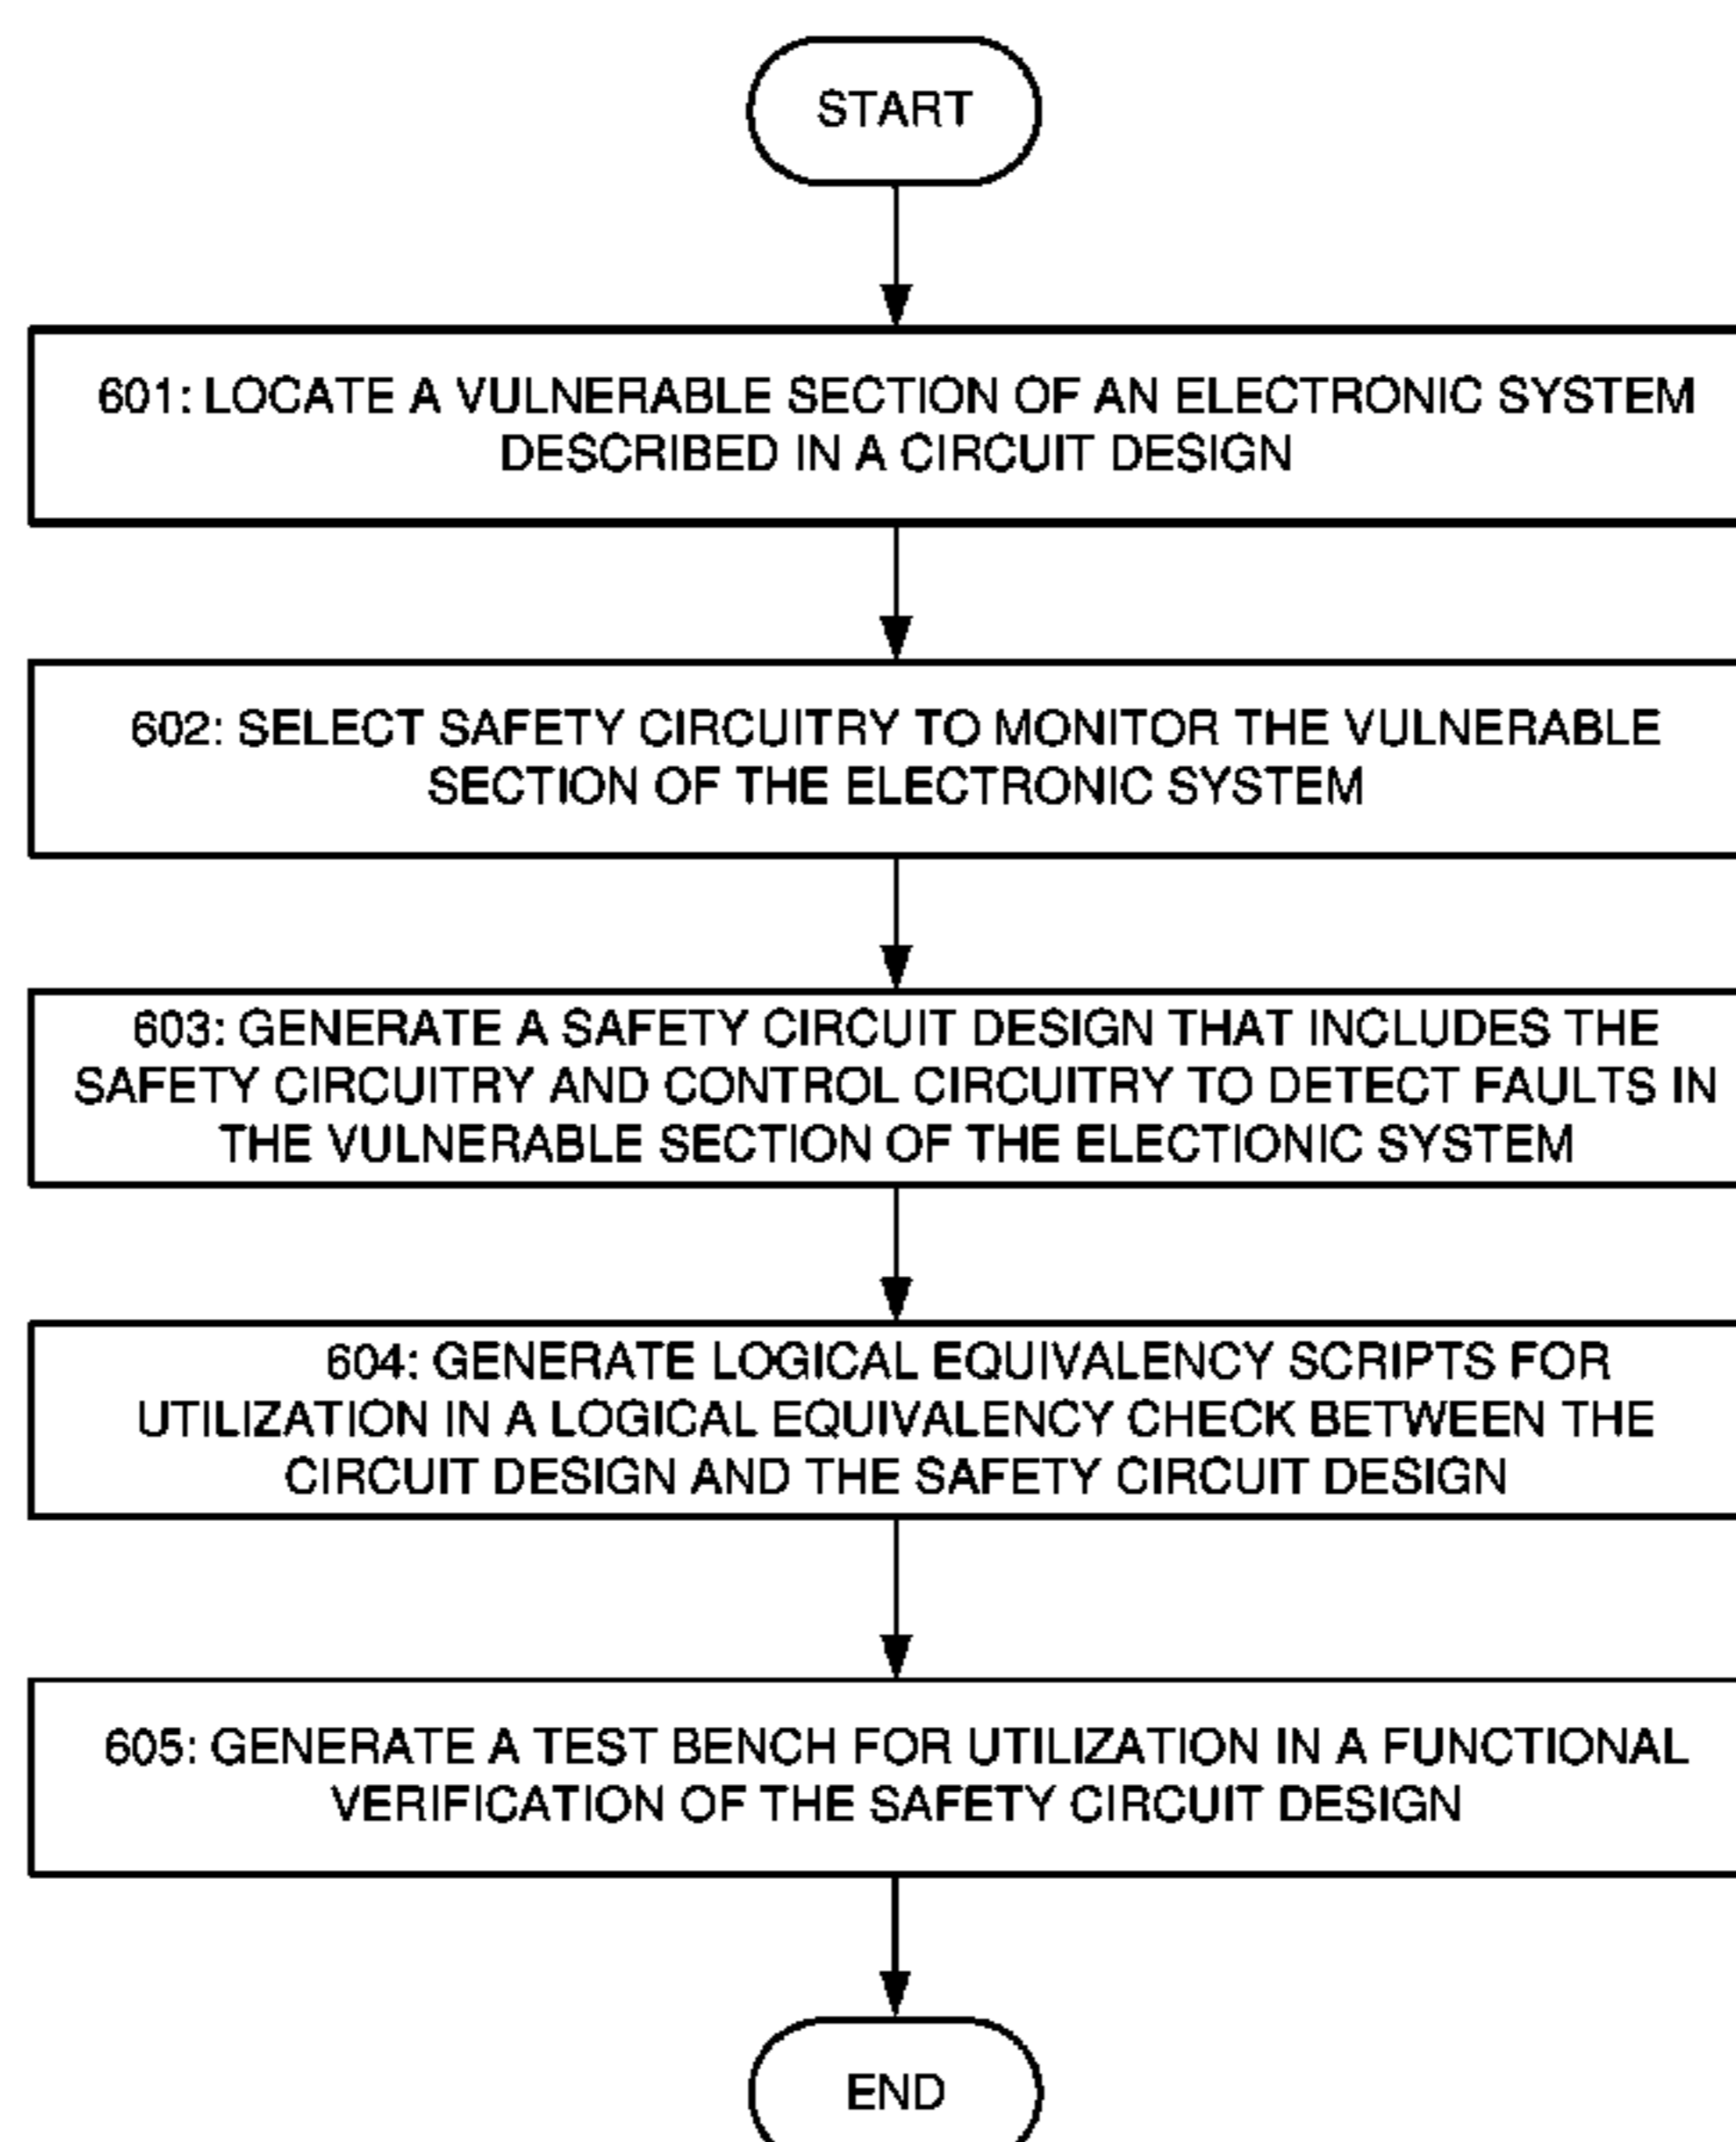 START
601: LOCATE A VULNERABLE SECTION OF AN ELECTRONIC SYSTEM
DESCRIBED IN A CIRCUIT DESIGN
602: SELECT SAFETY CIRCUITRY TO MONITOR THE VULNERABLE
SECTION OF THE ELECTRONIC SYSTEM
603: GENERATE A SAFETY CIRCUIT DESIGN THAT INCLUDES THE
SAFETY CIRCUITRY AND CONTROL CIRCUITRY TO DETECT FAULTS IN
THE VULNERABLE SECTION OF THE ELECTIONIC SYSTEM
604: GENERATE LOGICAL EQUIVALENCY SCRIPTS FOR
UTILIZATION IN A LOGICAL EQUIVALENCY CHECK BETWEEN THE
CIRCUIT DESIGN AND THE SAFETY CIRCUIT DESIGN
605: GENERATE A TEST BENCH FOR UTILIZATION IN A FUNCTIONAL
VERIFICATION OF THE SAFETY CIRCUIT DESIGN
END